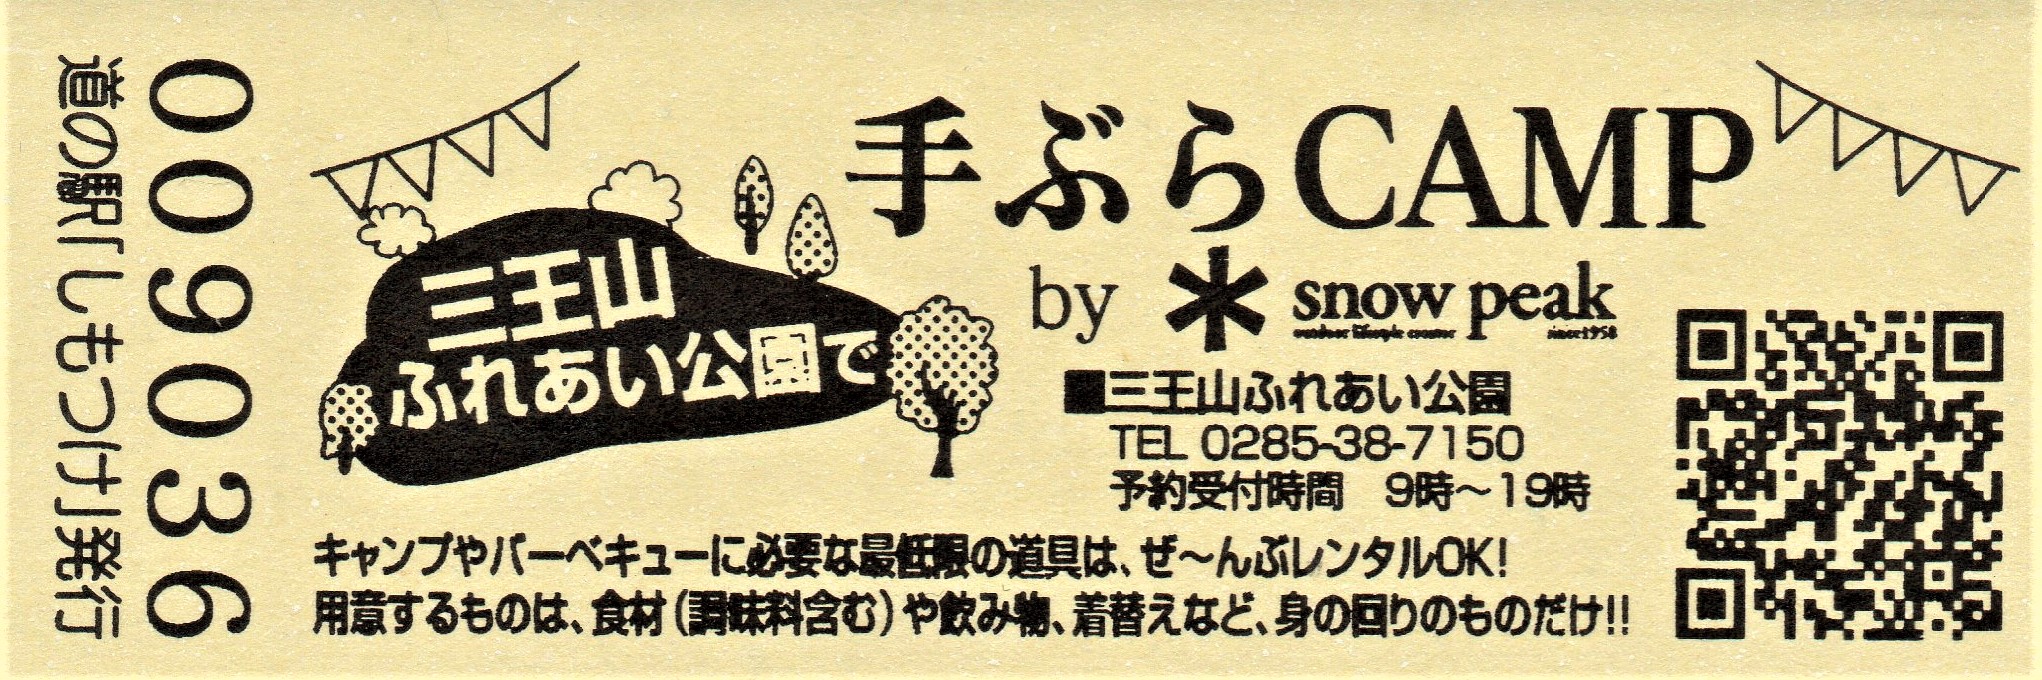 道の駅「しもつけ」発行
009036
手ぶらCAMP
by snow peak
outdoor lifestyle creator since1958
三王山
ふれあい公園で
■三王山ふれあい公園
TEL 0285-38-7150
予約受付時間　9時～19時
キャンプやバーベキューに必要な最低限の道具は、ぜ～んぶレンタルOK!
用意するものは、食材(調味料含む)や飲み物、着替えなど、身の回りのものだけ!!